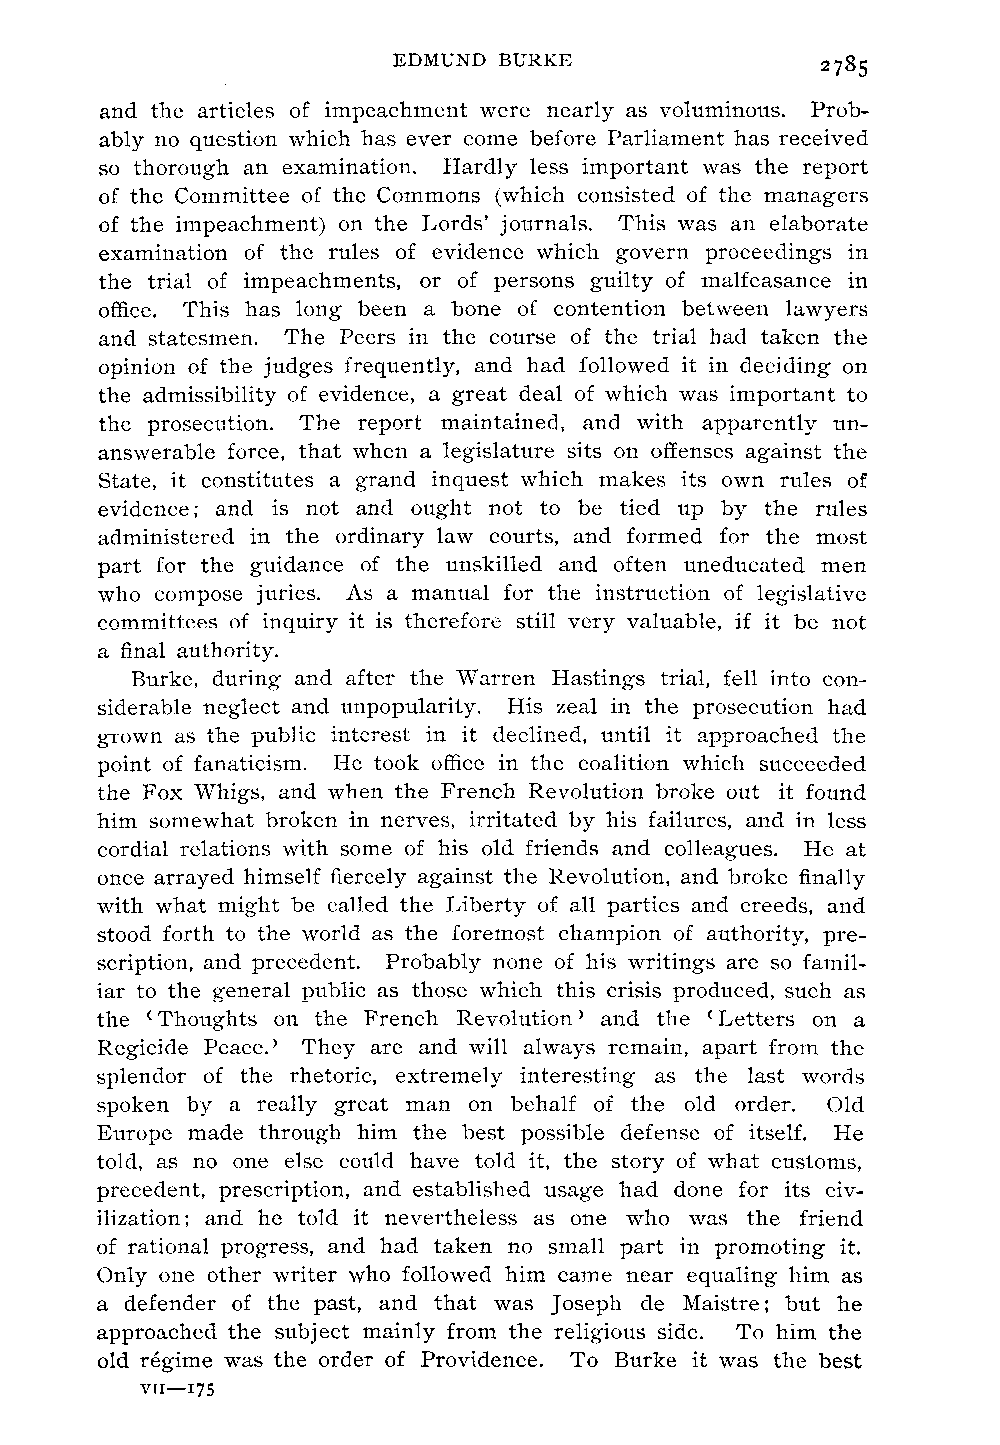 EDMUND BURKE 2785
and the articles of impeachment were nearly as voluminous. Prob-
ably no question which has ever come before Parliament has received
so thorough an examination. Hardly less important was the report
of the Committee of the Commons (which consisted of the managers
of the impeachment) on the Lords' journals. This was an elaborate
examination of the rules of evidence which govern proceedings in
the trial of impeachments, or of persons guilty of malfeasance in
office. This has long been a bone of contention between lawyers
and statesmen. The Peers in the course of the trial had taken the
opinion of the judges frequently, and had followed it in deciding on
the admissibility of evidence, a great deal of which was important to
the prosecution. The report maintained, and with apparently un-
answerable force, that when a legislature sits on offenses against the
State, it constitutes a grand inquest which makes its own rules of
evidence; and is not and ought not to be tied up by the rules
administered in the ordinary law courts, and formed for the most
part for the guidance of the unskilled and often uneducated men
who compose juries. As a manual for the instruction of legislative
committees of inquiry it is therefore still very valuable, if it be not
a final authority.
Burke, during and after the Warren Hastings trial, fell into con-
siderable neglect and unpopularity. His zeal in the prosecution had
grown as the public interest in it declined, until it approached the
point of fanaticism. He took office in the coalition which succeeded
the Fox Whigs, and when the French Revolution broke out it found
him somewhat broken in nerves, irritated by his failures, and in less
cordial relations with some of his old friends and colleagues. He at
once arrayed himself fiercely against the Revolution, and broke finally
with what might be called the Liberty of all parties and creeds, and
stood forth to the world as the foremost champion of authority, pre-
scription, and precedent. Probably none of his writings are so famil-
iar to the general public as those which this crisis produced, such as
the ‘Thoughts on the French Revolution’ and the ‘Letters on a
Regicide Peace.’ They are and will always remain, apart from the
splendor of the rhetoric, extremely interesting as the last words
spoken by a really great man on behalf of the old order. Old
Europe made through him the best possible defense of itself. He
told, as no one else could have told it, the story of what customs,
precedent, prescription, and established usage had done for its civ-
ilization; and he told it nevertheless as one who was the friend
of rational progress, and had taken no small part in promoting it.
Only one other writer who followed him came near equaling him as
a defender of the past, and that was Joseph de Maistre; but he
approached the subject mainly from the religious side. To him the
old régime was the order of Providence. To Burke it was the best
VII—175